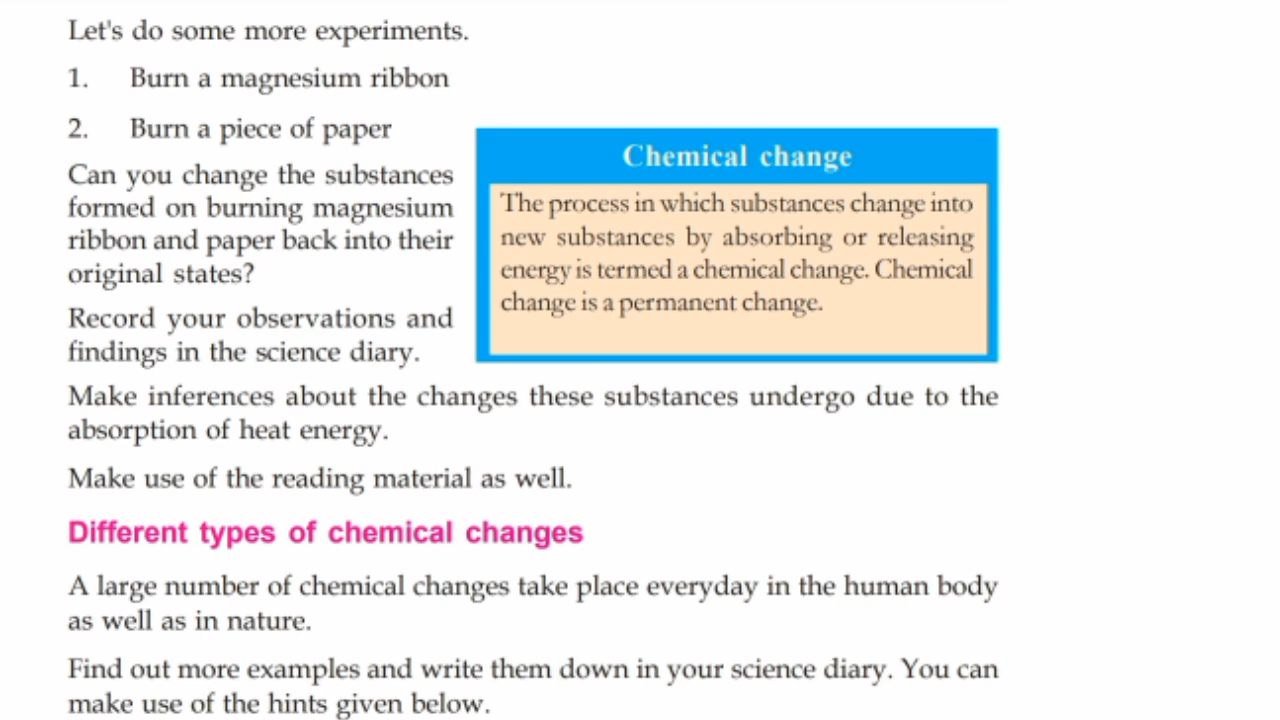 Let's do some more experiments.
1. Burn a magnesium ribbon
2. Burn a piece of paper
Can you change the substances
formed on burning magnesium
ribbon and paper back into their
original states?
Record your observations and
findings in the science diary.
Chemical change
The process in which substances change into
new substances by absorbing or releasing
energy is termed a chemical change. Chemical
change is a permanent change.
Make inferences about the changes these substances undergo due to the
absorption of heat energy.
Make use of the reading material as well.
Different types of chemical changes
A large number of chemical changes take place everyday in the human body
as well as in nature.
Find out more examples and write them down in your science diary. You can
make use of the hints given below.